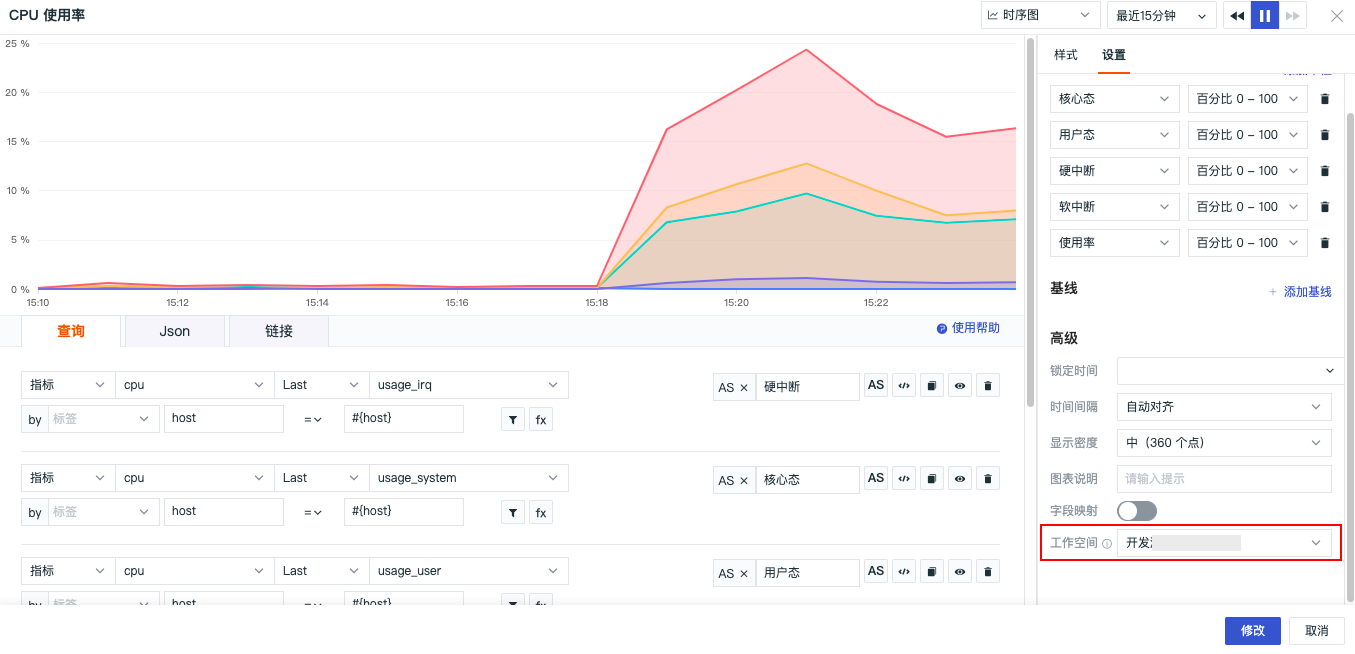 CPU 使用率
时序图
最近15分钟
25 %
20 %
15 %
10 %
5 %
0 %
15:10 15:12 15:14 15:16 15:18 15:20 15:22
查询 Json 链接 使用帮助
指标 cpu Last usage_irq AS × 硬中断 AS
by 标签 host = #{host} fx
指标 cpu Last usage_system AS × 核心态 AS
by 标签 host = #{host} fx
指标 cpu Last usage_user AS × 用户态 AS
by 标签 host = #{host} fx
样式 设置
核心态 百分比 0 – 100
用户态 百分比 0 – 100
硬中断 百分比 0 – 100
软中断 百分比 0 – 100
使用率 百分比 0 – 100
基线 + 添加基线
高级
锁定时间
时间间隔 自动对齐
显示密度 中（360 个点）
图表说明 请输入提示
字段映射
工作空间 开发
修改 取消